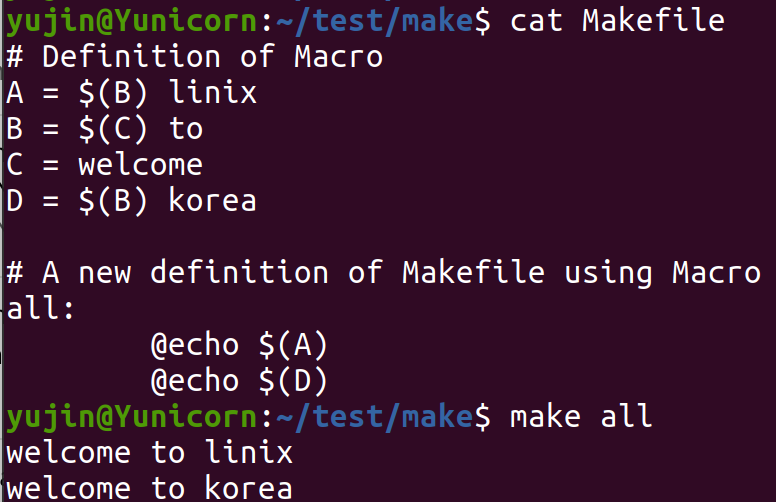 yujin@Yunicorn:~/test/make$ cat Makefile
# Definition of Macro
A = $(B) linix
B = $(C) to
C = welcome
D = $(B) korea
# A new definition of Makefile using Macro
all:
@echo $(A)
@echo $(D)
yujin@Yunicorn:~/test/make$ make all
welcome to linix
welcome to korea